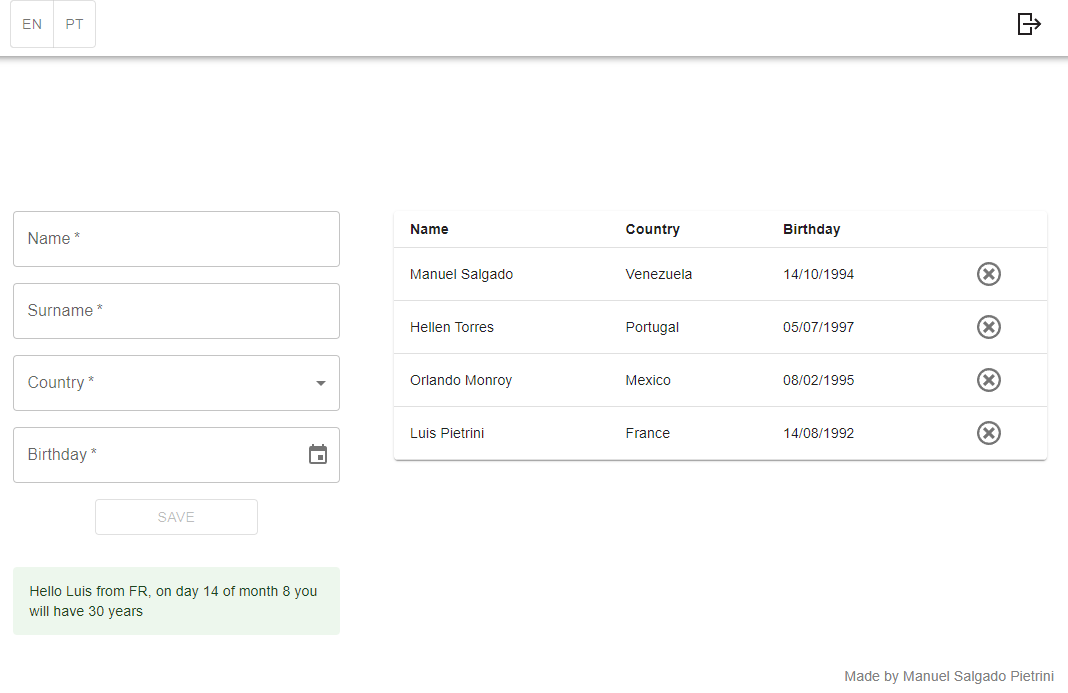 EN PT
Name *
Surname *
Country *
Birthday *
SAVE
Hello Luis from FR, on day 14 of month 8 you
will have 30 years
Name Country Birthday
Manuel Salgado Venezuela 14/10/1994
Hellen Torres Portugal 05/07/1997
Orlando Monroy Mexico 08/02/1995
Luis Pietrini France 14/08/1992
Made by Manuel Salgado Pietrini